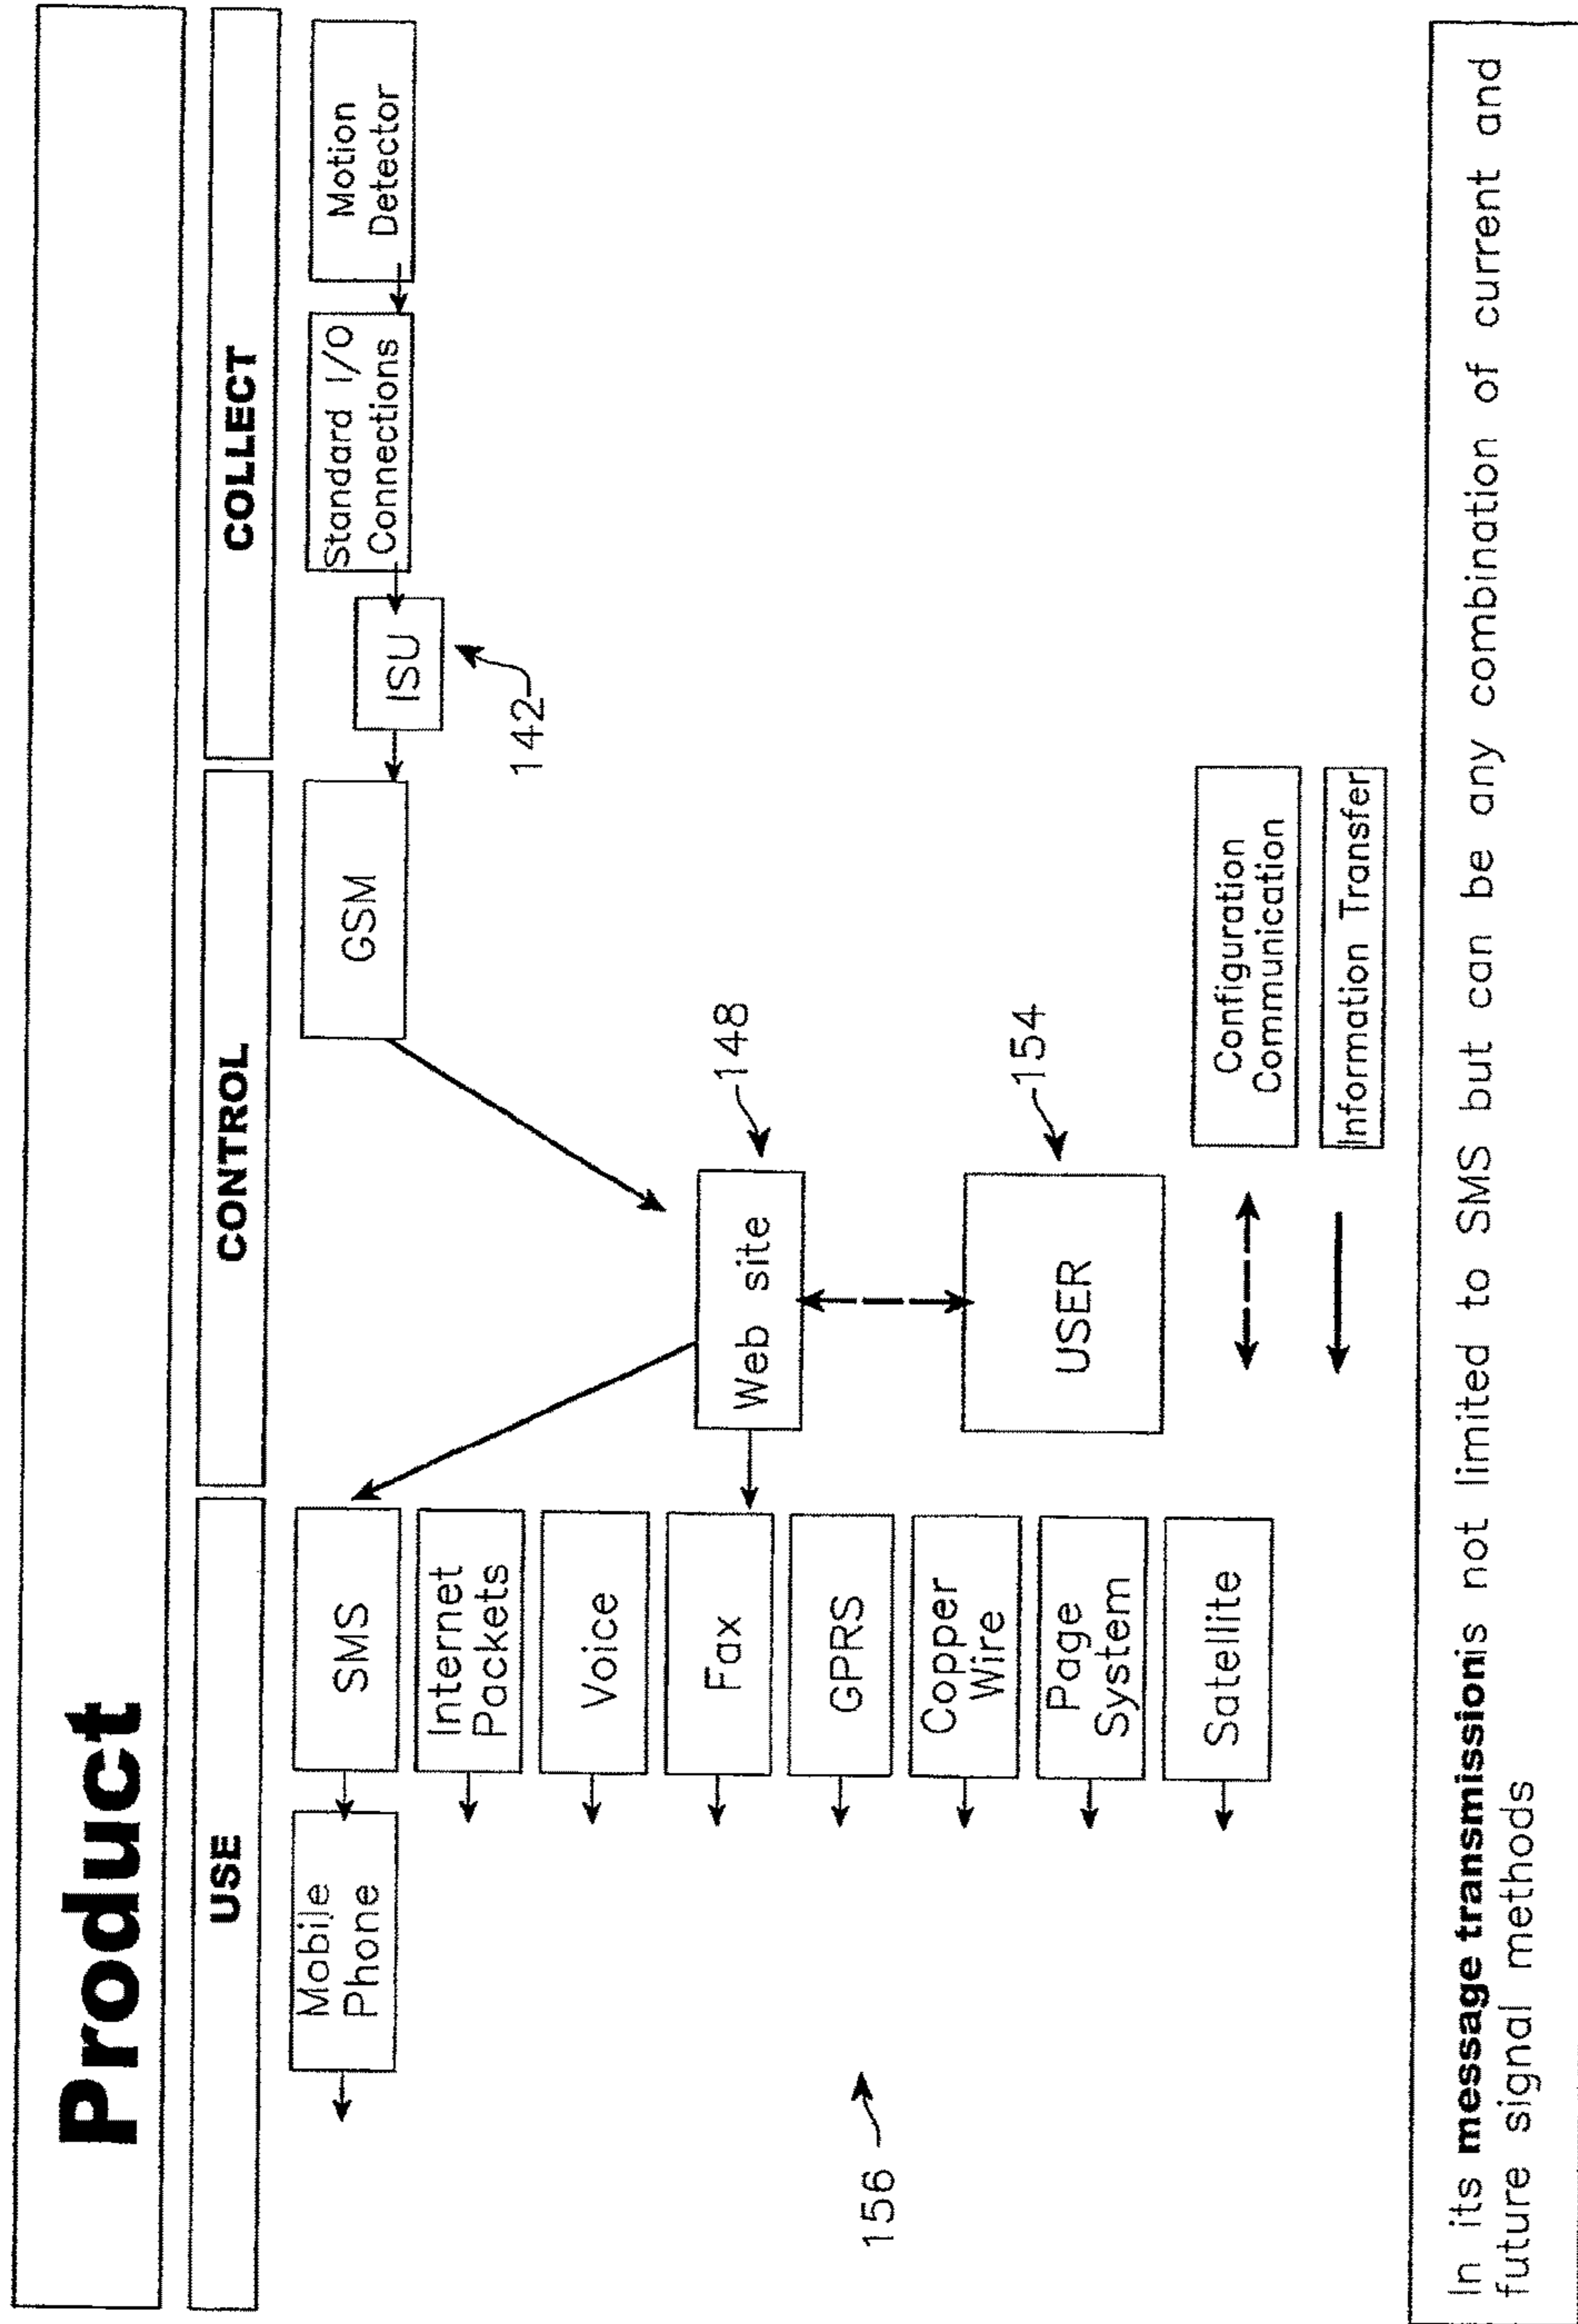 Product
USE
CONTROL
COLLECT
Mobile
Phone
SMS
Internet
Packets
Voice
Fax
GPRS
Copper
Wire
Page
System
Satellite
156
GSM
Web site
148
USER
154
ISU
142
Standard I/O
Connections
Motion
Detector
Configuration
Communication
Information Transfer
In its message transmissionis not limited to SMS but can be any combination of current and
future signal methods